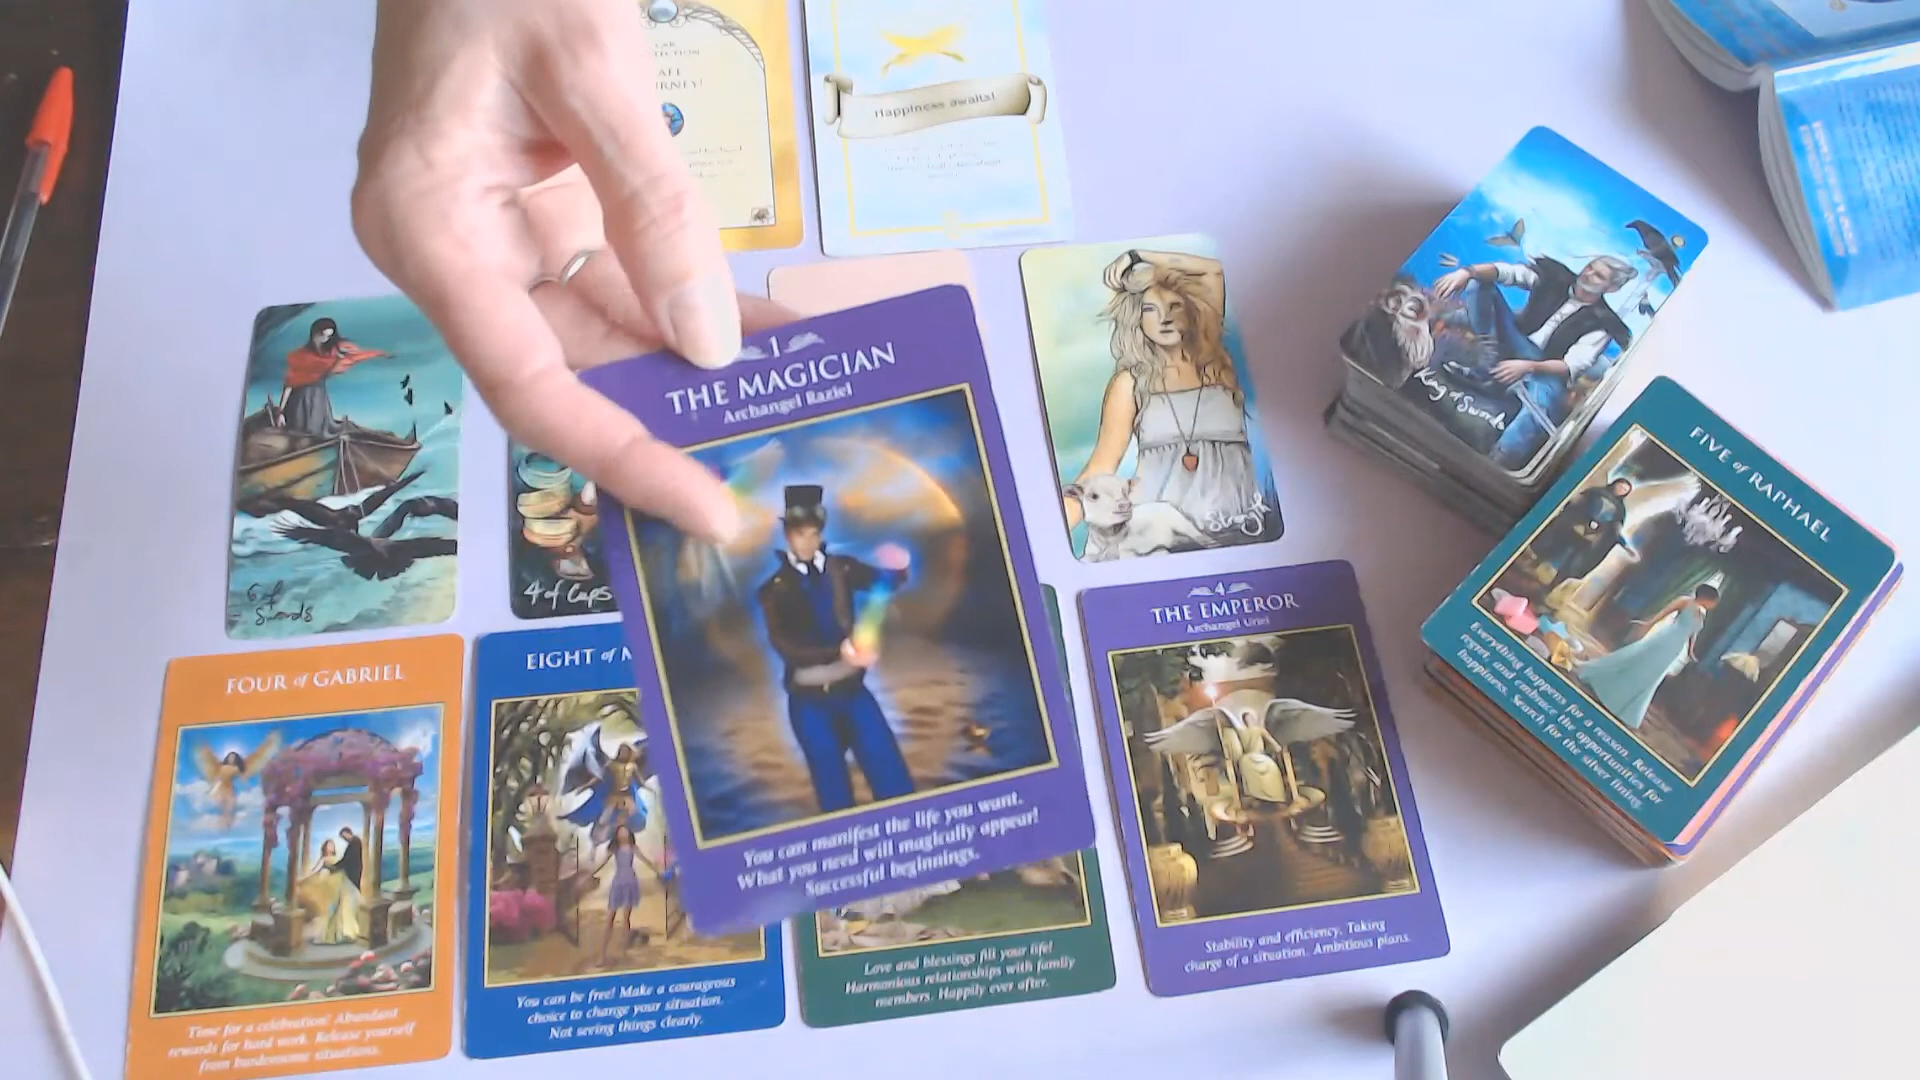 Happiness awaits!
6 of
Swords
4 of Cups
Strength
King of Swords
1
THE MAGICIAN
Archangel Raziel
You can manifest the life you want.
What you need will magically appear!
Successful beginnings.
FOUR of GABRIEL
Time for a celebration! Abundant
rewards for hard work. Release yourself
from burdensome situations.
EIGHT of
You can be free! Make a courageous
choice to change your situation.
Not seeing things clearly.
Love and blessings fill your life!
Harmonious relationships with family
members. Happily ever after.
4
THE EMPEROR
Archangel Uriel
Stability and efficiency. Taking
charge of a situation. Ambitious plans.
FIVE of RAPHAEL
Everything happens for a reason. Release
regret, and embrace the opportunities for
happiness. Search for the silver lining.